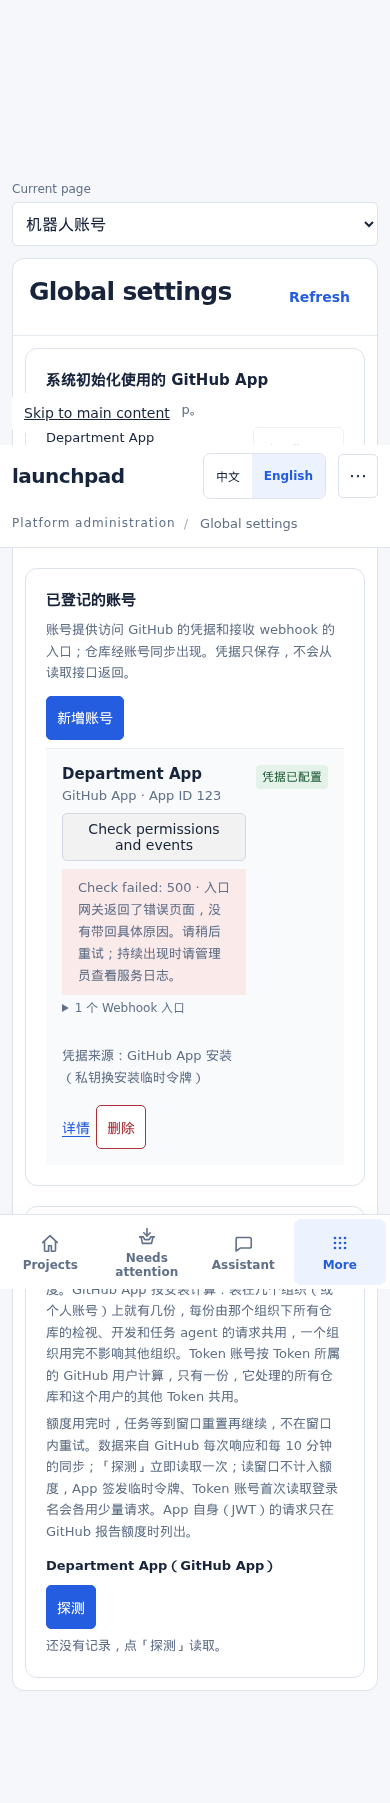 Current page
机器人账号
Global settings
Refresh
系统初始化使用的 GitHub App
Skip to main content
p。
Department App
launchpad
中文
English
Platform administration / Global settings
已登记的账号
账号提供访问 GitHub 的凭据和接收 webhook 的
入口；仓库经账号同步出现。凭据只保存，不会从
读取接口返回。
新增账号
Department App
凭据已配置
GitHub App · App ID 123
Check permissions
and events
Check failed: 500 · 入口
网关返回了错误页面，没
有带回具体原因。请稍后
重试；持续出现时请管理
员查看服务日志。
1 个 Webhook 入口
凭据来源：GitHub App 安装
（私钥换安装临时令牌）
详情
删除
Projects
Needs
attention
Assistant
More
度。GitHub App 按安装计算：装在几个组织（或
个人账号）上就有几份，每份由那个组织下所有仓
库的检视、开发和任务 agent 的请求共用，一个组
织用完不影响其他组织。Token 账号按 Token 所属
的 GitHub 用户计算，只有一份，它处理的所有仓
库和这个用户的其他 Token 共用。
额度用完时，任务等到窗口重置再继续，不在窗口
内重试。数据来自 GitHub 每次响应和每 10 分钟
的同步；「探测」立即读取一次；读窗口不计入额
度，App 签发临时令牌、Token 账号首次读取登录
名会各用少量请求。App 自身（JWT）的请求只在
GitHub 报告额度时列出。
Department App（GitHub App）
探测
还没有记录，点「探测」读取。